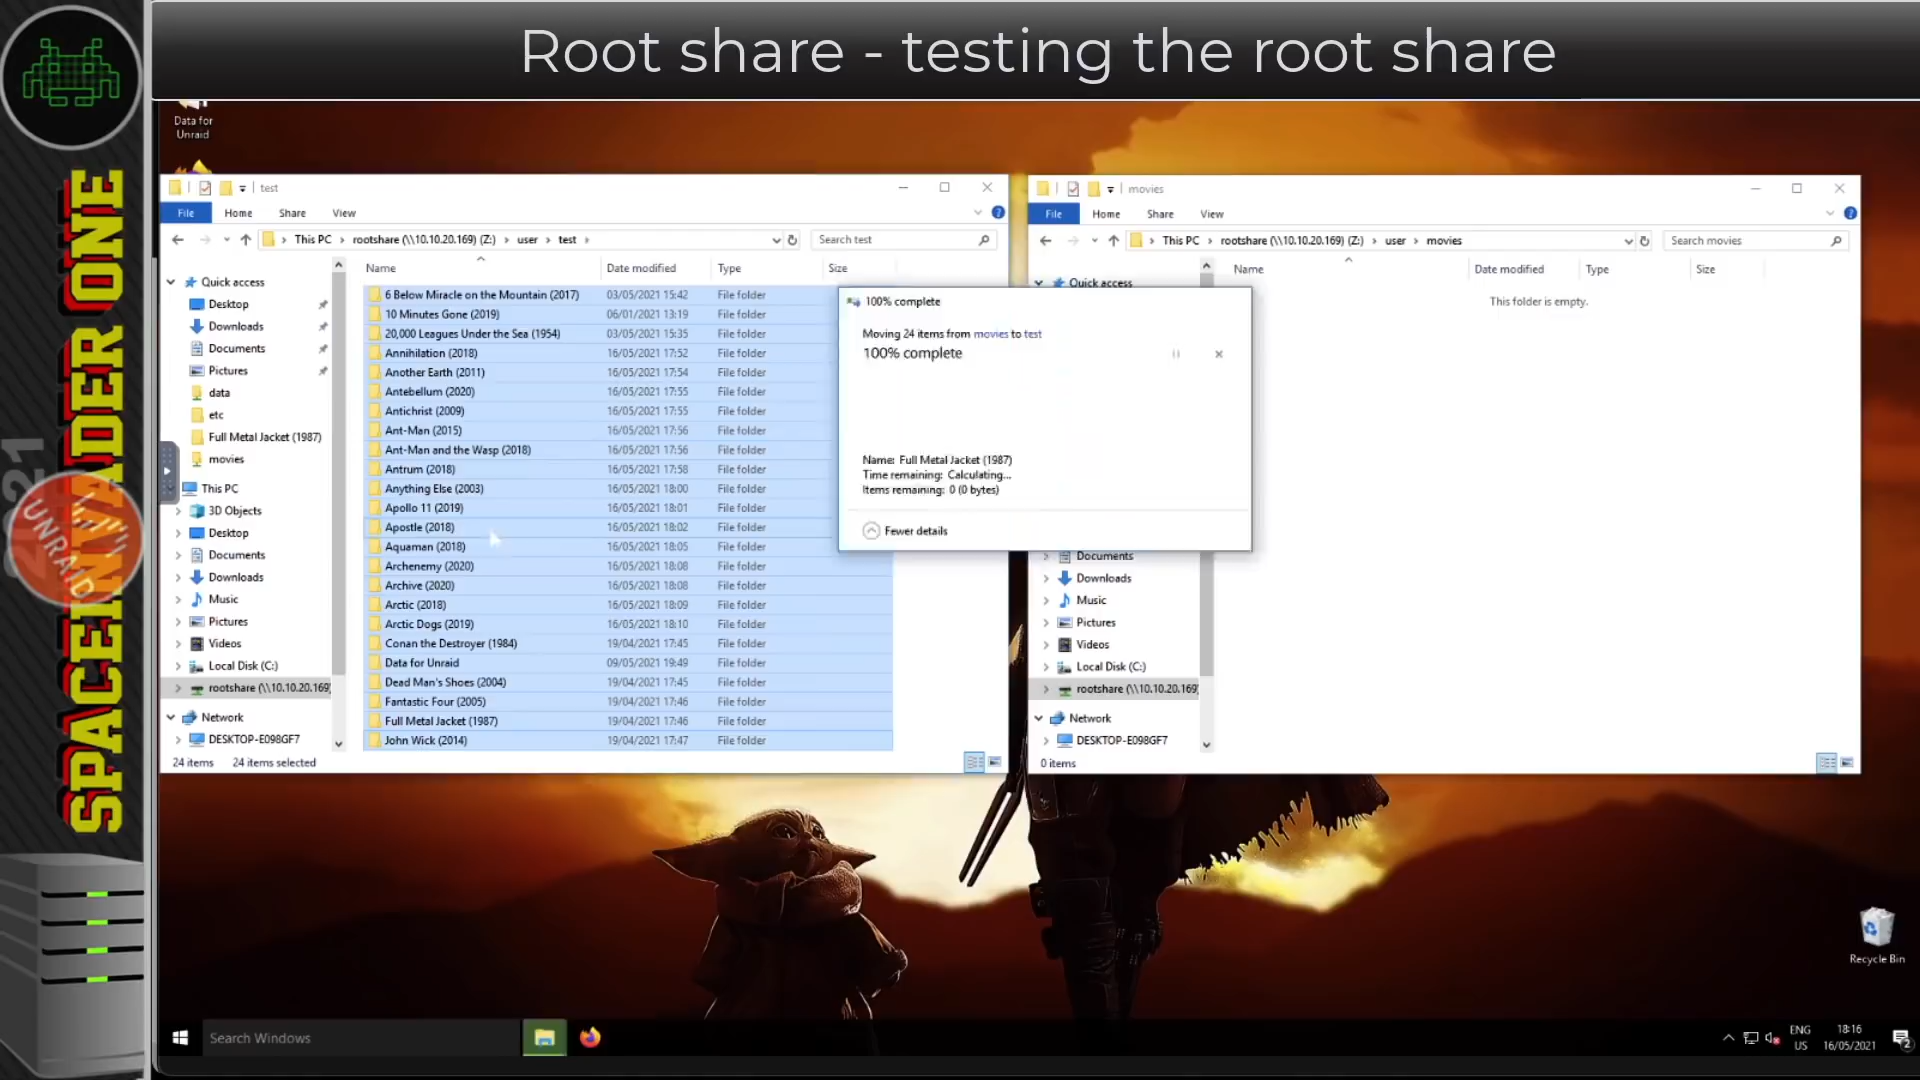 Root share - testing the root share
SPACEINVADER ONE
2021
UNRAID
Data for
Unraid
test
File
Home
Share
View
This PC
rootshare (\\10.10.20.169) (Z:)
user
test
Search test
Name
Date modified
Type
Size
Quick access
Desktop
Downloads
Documents
Pictures
data
etc
Full Metal Jacket (1987)
movies
This PC
3D Objects
Desktop
Documents
Downloads
Music
Pictures
Videos
Local Disk (C:)
rootshare (\\10.10.20.169)
Network
DESKTOP-E098GF7
6 Below Miracle on the Mountain (2017) 03/05/2021 15:42 File folder
10 Minutes Gone (2019) 06/01/2021 13:19 File folder
20,000 Leagues Under the Sea (1954) 03/05/2021 15:35 File folder
Annihilation (2018) 16/05/2021 17:52 File folder
Another Earth (2011) 16/05/2021 17:54 File folder
Antebellum (2020) 16/05/2021 17:55 File folder
Antichrist (2009) 16/05/2021 17:55 File folder
Ant-Man (2015) 16/05/2021 17:56 File folder
Ant-Man and the Wasp (2018) 16/05/2021 17:56 File folder
Antrum (2018) 16/05/2021 17:58 File folder
Anything Else (2003) 16/05/2021 18:00 File folder
Apollo 11 (2019) 16/05/2021 18:01 File folder
Apostle (2018) 16/05/2021 18:02 File folder
Aquaman (2018) 16/05/2021 18:05 File folder
Archenemy (2020) 16/05/2021 18:08 File folder
Archive (2020) 16/05/2021 18:08 File folder
Arctic (2018) 16/05/2021 18:09 File folder
Arctic Dogs (2019) 16/05/2021 18:10 File folder
Conan the Destroyer (1984) 19/04/2021 17:45 File folder
Data for Unraid 09/05/2021 19:49 File folder
Dead Man's Shoes (2004) 19/04/2021 17:45 File folder
Fantastic Four (2005) 19/04/2021 17:46 File folder
Full Metal Jacket (1987) 19/04/2021 17:46 File folder
John Wick (2014) 19/04/2021 17:47 File folder
24 items 24 items selected
100% complete
Moving 24 items from movies to test
100% complete
Name: Full Metal Jacket (1987)
Time remaining: Calculating...
Items remaining: 0 (0 bytes)
Fewer details
movies
File
Home
Share
View
This PC
rootshare (\\10.10.20.169) (Z:)
user
movies
Search movies
Name
Date modified
Type
Size
This folder is empty.
Quick access
Documents
Downloads
Music
Pictures
Videos
Local Disk (C:)
rootshare (\\10.10.20.169)
Network
DESKTOP-E098GF7
0 items
Recycle Bin
Search Windows
ENG
US
18:16
16/05/2021
2